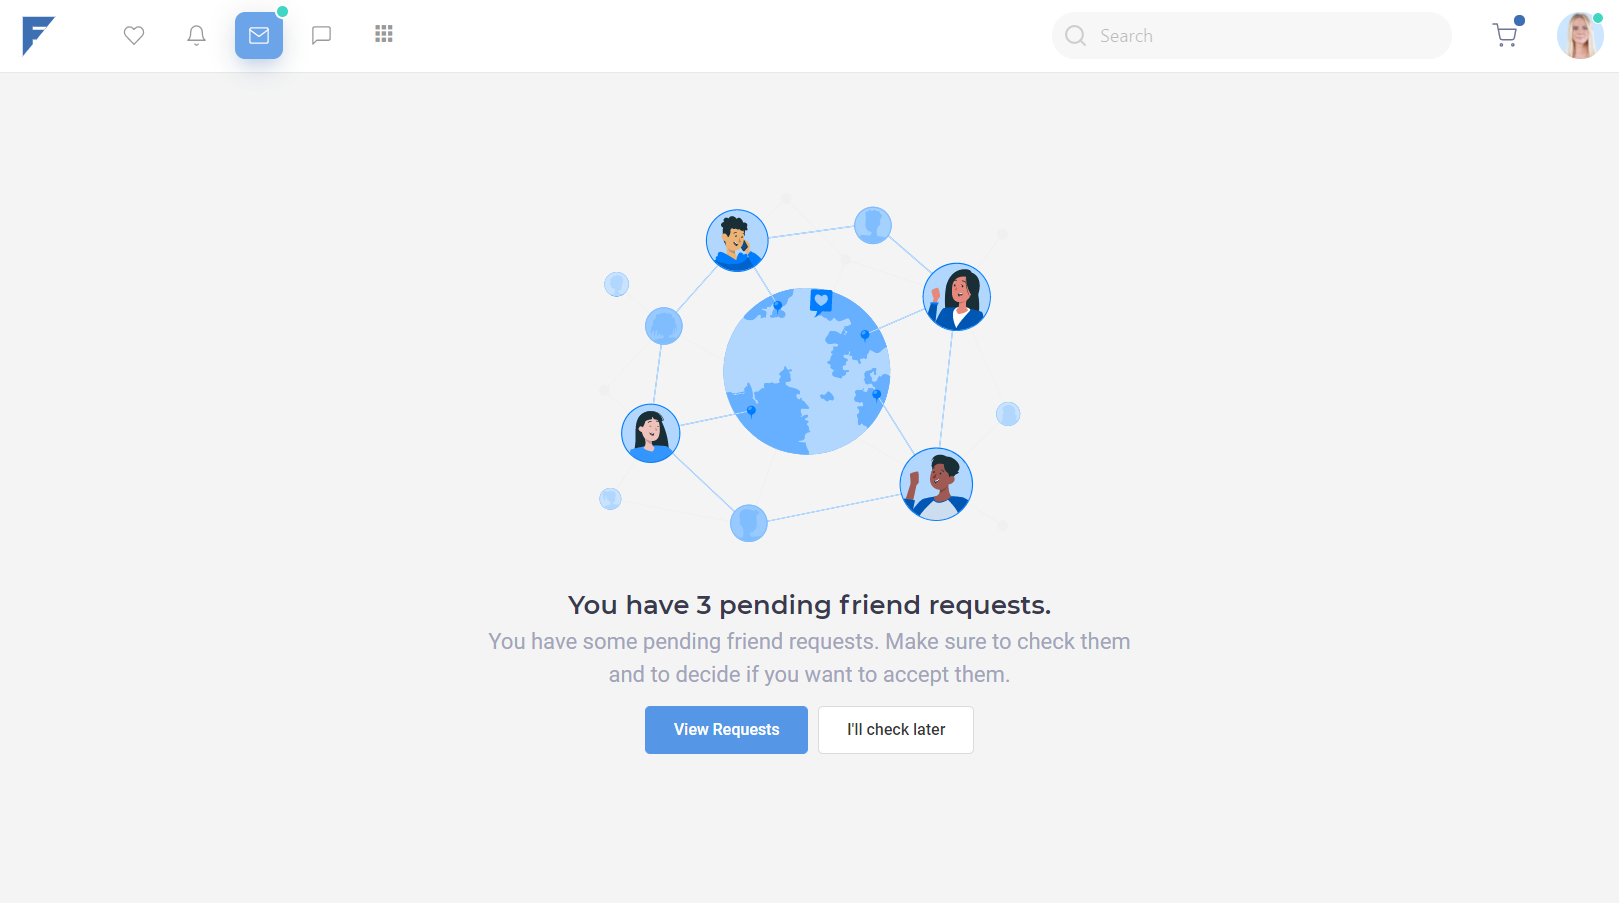 Search
You have 3 pending friend requests.
You have some pending friend requests. Make sure to check them
and to decide if you want to accept them.
View Requests
I'll check later